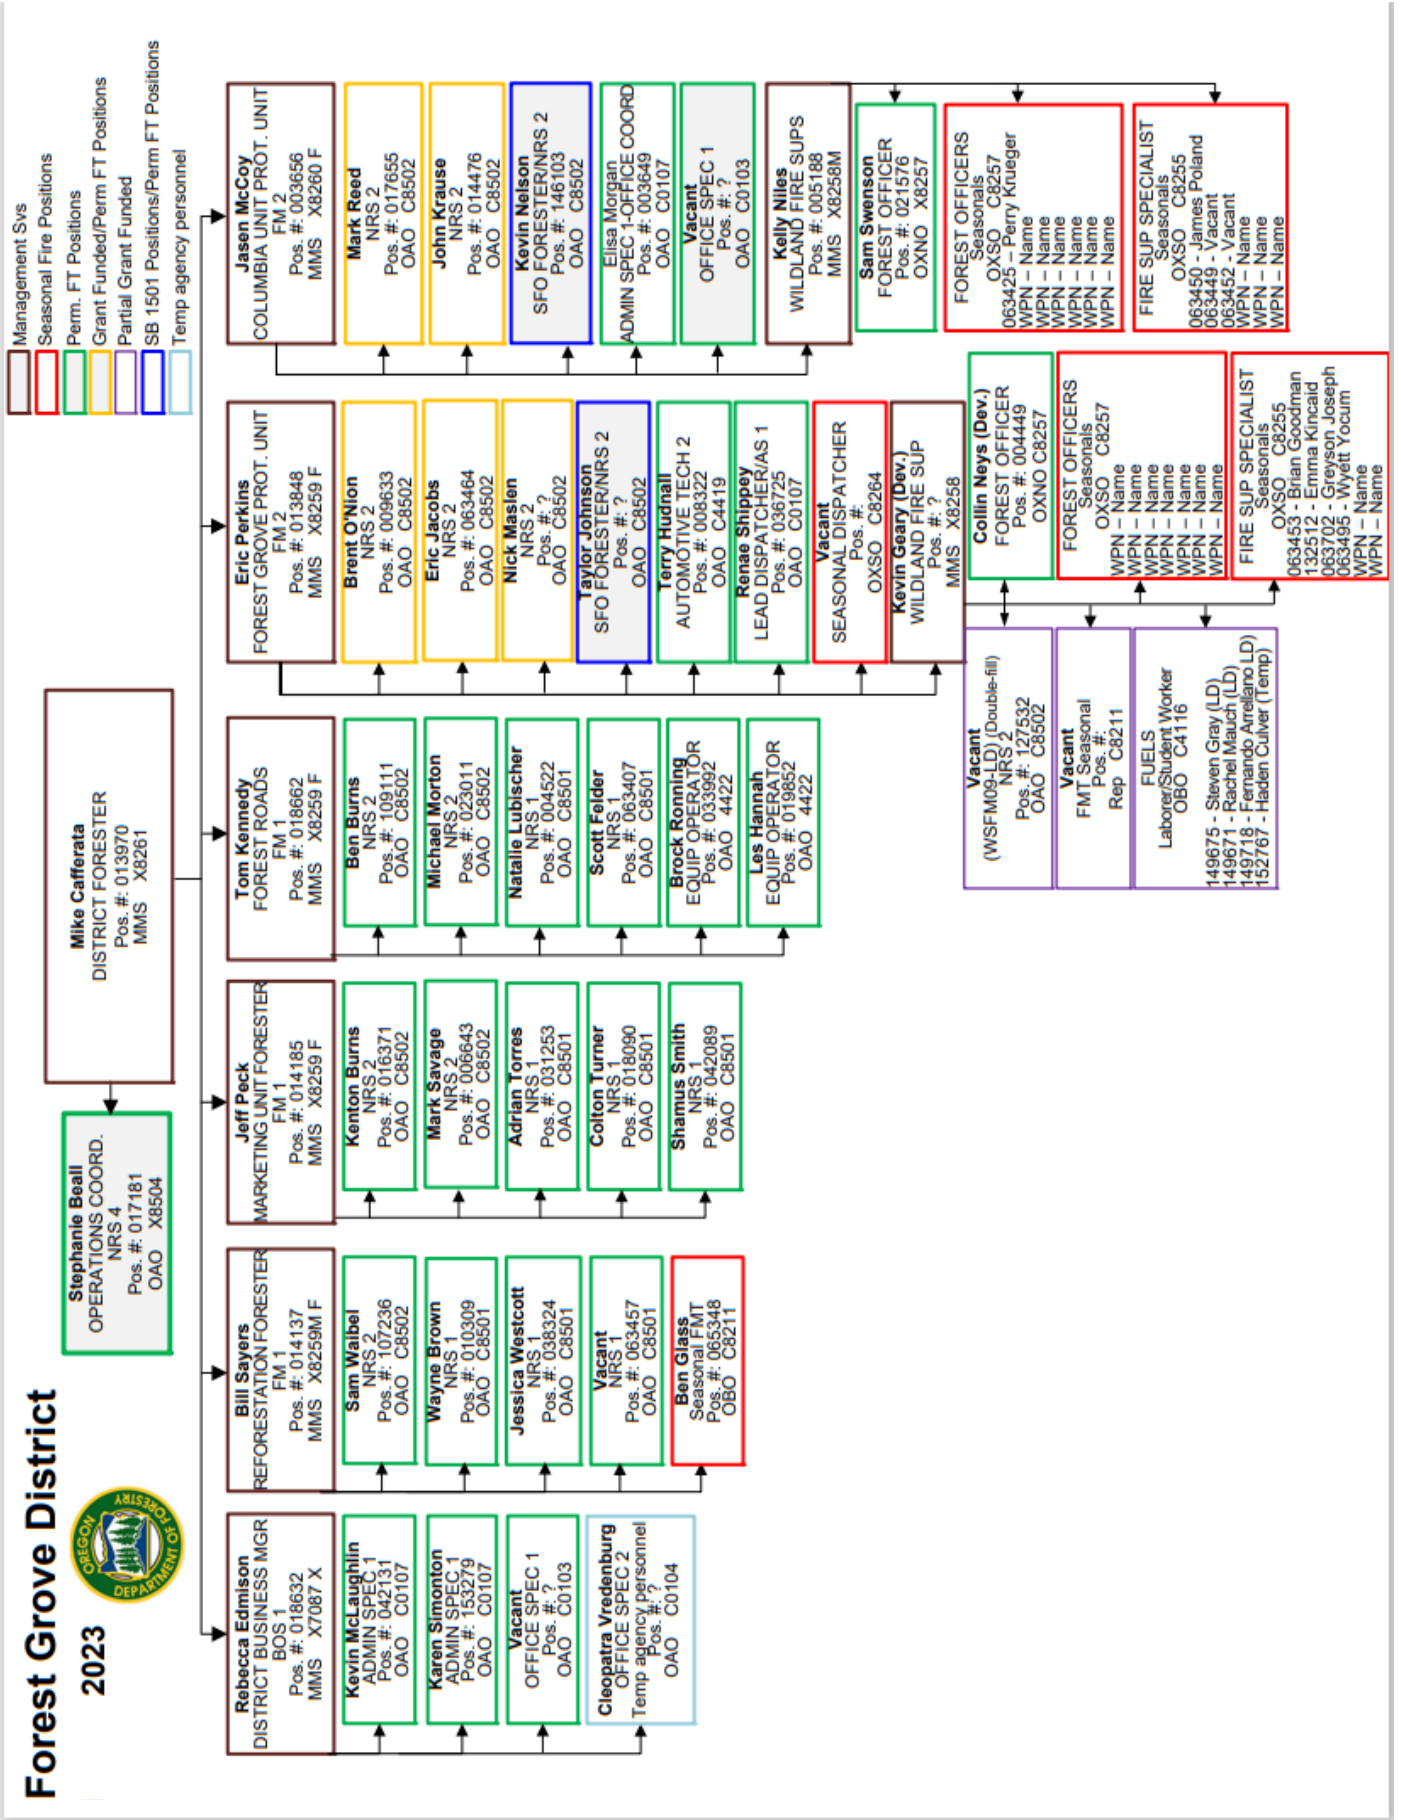 Forest Grove District
2023
OREGON
DEPARTMENT OF FORESTRY
Management Svs
Seasonal Fire Positions
Perm. FT Positions
Grant Funded/Perm FT Positions
Partial Grant Funded
SB 1501 Positions/Perm FT Positions
Temp agency personnel
Mike Cafferata
DISTRICT FORESTER
Pos. #: 013970
MMS X8261
Stephanie Beall
OPERATIONS COORD.
NRS 4
Pos. #: 017181
OAO X8504
Rebecca Edmison
DISTRICT BUSINESS MGR
BOS 1
Pos. #: 018632
MMS X7087 X
Kevin McLaughlin
ADMIN SPEC 1
Pos. #: 042131
OAO C0107
Karen Simonton
ADMIN SPEC 1
Pos. #: 153279
OAO C0107
Vacant
OFFICE SPEC 1
Pos. #: ?
OAO C0103
Cleopatra Vredenburg
OFFICE SPEC 2
Temp agency personnel
Pos. #: ?
OAO C0104
Bill Sayers
REFORESTATION FORESTER
FM 1
Pos. #: 014137
MMS X8259M F
Sam Waibel
NRS 2
Pos. #: 107236
OAO C8502
Wayne Brown
NRS 1
Pos. #: 010309
OAO C8501
Jessica Westcott
NRS 1
Pos. #: 038324
OAO C8501
Vacant
NRS 1
Pos. #: 063457
OAO C8501
Ben Glass
Seasonal FMT
Pos. #: 065348
OBO C8211
Jeff Peck
MARKETING UNIT FORESTER
FM 1
Pos. #: 014185
MMS X8259 F
Kenton Burns
NRS 2
Pos. #: 016371
OAO C8502
Mark Savage
NRS 2
Pos. #: 006643
OAO C8502
Adrian Torres
NRS 1
Pos. #: 031253
OAO C8501
Colton Turner
NRS 1
Pos. #: 018090
OAO C8501
Shamus Smith
NRS 1
Pos. #: 042089
OAO C8501
Tom Kennedy
FOREST ROADS
FM 1
Pos. #: 018662
MMS X8259 F
Ben Burns
NRS 2
Pos. #: 109111
OAO C8502
Michael Morton
NRS 2
Pos. #: 023011
OAO C8502
Natalie Lubischer
NRS 1
Pos. #: 004522
OAO C8501
Scott Felder
NRS 1
Pos. #: 063407
OAO C8501
Brock Ronning
EQUIP OPERATOR
Pos. #: 033992
OAO 4422
Les Hannah
EQUIP OPERATOR
Pos. #: 019852
OAO 4422
Eric Perkins
FOREST GROVE PROT. UNIT
FM 2
Pos. #: 013848
MMS X8259 F
Brent O'Nion
NRS 2
Pos. #: 009633
OAO C8502
Eric Jacobs
NRS 2
Pos. #: 063464
OAO C8502
Nick Maslen
NRS 2
Pos. #: ?
OAO C8502
Taylor Johnson
SFO FORESTER/NRS 2
Pos. #: ?
OAO C8502
Terry Hudnall
AUTOMOTIVE TECH 2
Pos. #: 008322
OAO C4419
Renae Shippey
LEAD DISPATCHER/AS 1
Pos. #: 036725
OAO C0107
Vacant
SEASONAL DISPATCHER
Pos. #:
OXSO C8264
Kevin Geary (Dev.)
WILDLAND FIRE SUP
Pos. #: ?
MMS X8258
Vacant
(WSFM09-LD) (Double-fill)
NRS 2
Pos. #: 127532
OAO C8502
Vacant
FMT Seasonal
Pos. #:
Rep C8211
FUELS
Laborer/Student Worker
OBO C4116
149675 - Steven Gray (LD)
149671 - Rachel Mauch (LD)
149718 - Fernando Arrellano LD)
152767 - Haden Culver (Temp)
Collin Neys (Dev.)
FOREST OFFICER
Pos. #: 004449
OXNO C8257
FOREST OFFICERS
Seasonals
OXSO C8257
WPN – Name
WPN – Name
WPN – Name
WPN – Name
WPN – Name
WPN – Name
WPN – Name
FIRE SUP SPECIALIST
Seasonals
OXSO C8255
063453 - Brian Goodman
132512 - Emma Kincaid
063702 - Greyson Joseph
063495 - Wyett Yocum
WPN – Name
WPN – Name
Jasen McCoy
COLUMBIA UNIT PROT. UNIT
FM 2
Pos. #: 003656
MMS X8260 F
Mark Reed
NRS 2
Pos. #: 017655
OAO C8502
John Krause
NRS 2
Pos. #: 014476
OAO C8502
Kevin Nelson
SFO FORESTER/NRS 2
Pos. #: 146103
OAO C8502
Elisa Morgan
ADMIN SPEC 1-OFFICE COORD
Pos. #: 003649
OAO C0107
Vacant
OFFICE SPEC 1
Pos. #: ?
OAO C0103
Kelly Niles
WILDLAND FIRE SUPS
Pos. #: 005188
MMS X8258M
Sam Swenson
FOREST OFFICER
Pos. #: 021576
OXNO X8257
FOREST OFFICERS
Seasonals
OXSO C8257
063425 – Perry Krueger
WPN – Name
WPN – Name
WPN – Name
WPN – Name
WPN – Name
WPN – Name
FIRE SUP SPECIALIST
Seasonals
OXSO C8255
063450 - James Poland
063449 - Vacant
063452 - Vacant
WPN – Name
WPN – Name
WPN – Name